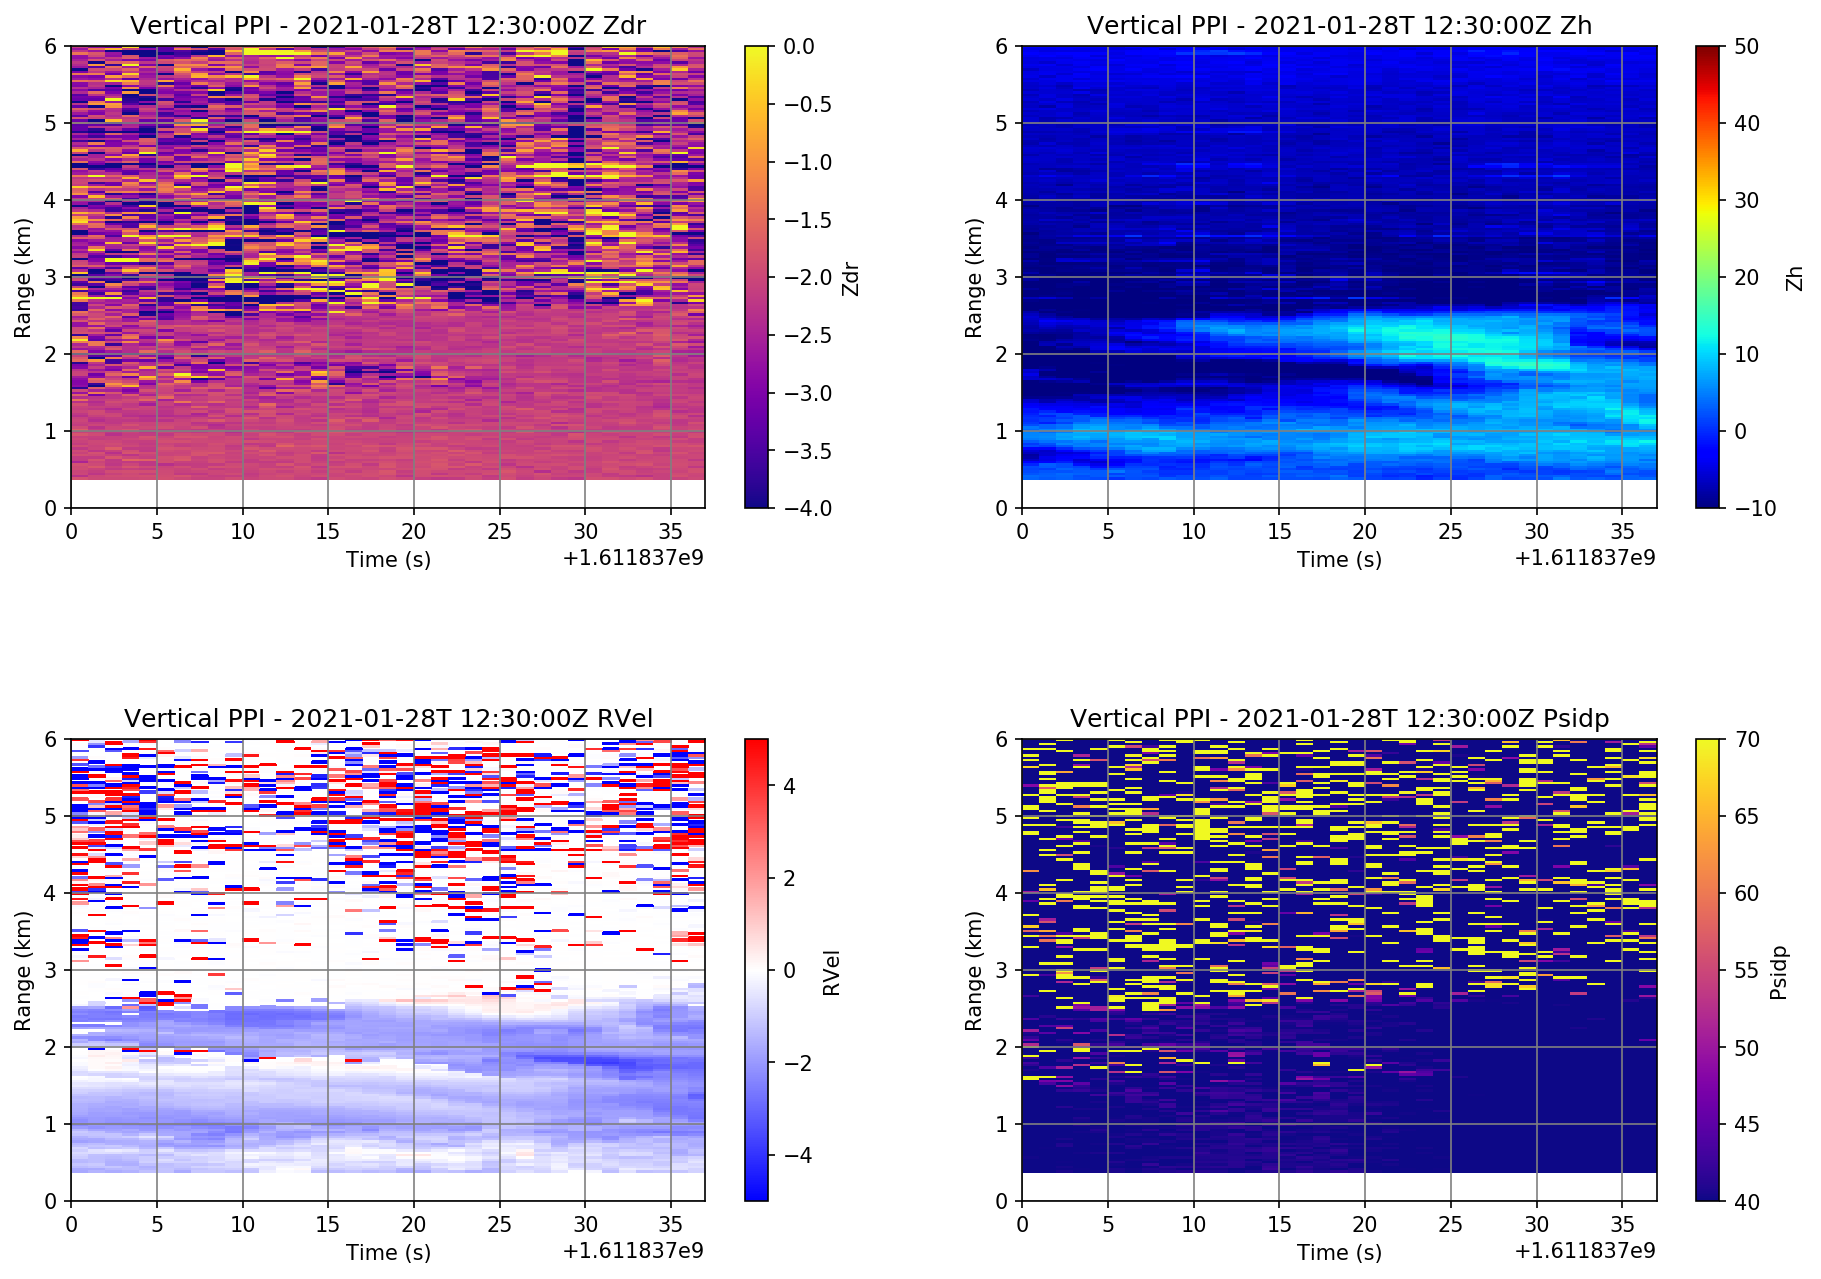 Vertical PPI - 2021-01-28T 12:30:00Z Zdr
6
5
4
3
2
1
0
Range (km)
0 5 10 15 20 25 30 35
Time (s)
+1.611837e9
0.0
−0.5
−1.0
−1.5
−2.0
−2.5
−3.0
−3.5
−4.0
Zdr
Vertical PPI - 2021-01-28T 12:30:00Z Zh
6
5
4
3
2
1
0
Range (km)
0 5 10 15 20 25 30 35
Time (s)
+1.611837e9
50
40
30
20
10
0
−10
Zh
Vertical PPI - 2021-01-28T 12:30:00Z RVel
6
5
4
3
2
1
0
Range (km)
0 5 10 15 20 25 30 35
Time (s)
+1.611837e9
4
2
0
−2
−4
RVel
Vertical PPI - 2021-01-28T 12:30:00Z Psidp
6
5
4
3
2
1
0
Range (km)
0 5 10 15 20 25 30 35
Time (s)
+1.611837e9
70
65
60
55
50
45
40
Psidp